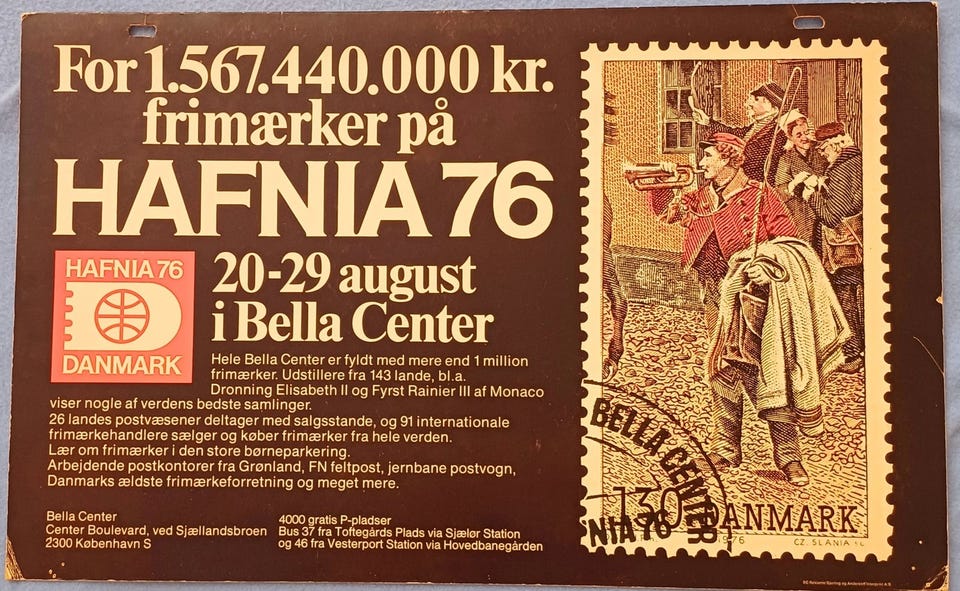 For 1.567.440.000 kr.
frimærker på
HAFNIA 76
HAFNIA 76
DANMARK
20-29 august
i Bella Center
Hele Bella Center er fyldt med mere end 1 million
frimærker. Udstillere fra 143 lande, bl.a.
Dronning Elisabeth II og Fyrst Rainier III af Monaco
viser nogle af verdens bedste samlinger.
26 landes postvæsener deltager med salgsstande, og 91 internationale
frimærkehandlere sælger og køber frimærker fra hele verden.
Lær om frimærker i den store børneparkering.
Arbejdende postkontorer fra Grønland, FN feltpost, jernbane postvogn,
Danmarks ældste frimærkeforretning og meget mere.
Bella Center
Center Boulevard, ved Sjællandsbroen
2300 København S
4000 gratis P-pladser
Bus 37 fra Toftegårds Plads via Sjælør Station
og 46 fra Vesterport Station via Hovedbanegården
BELLA CENTER
NIA 76
130 DANMARK
1976
CZ. SLANIA